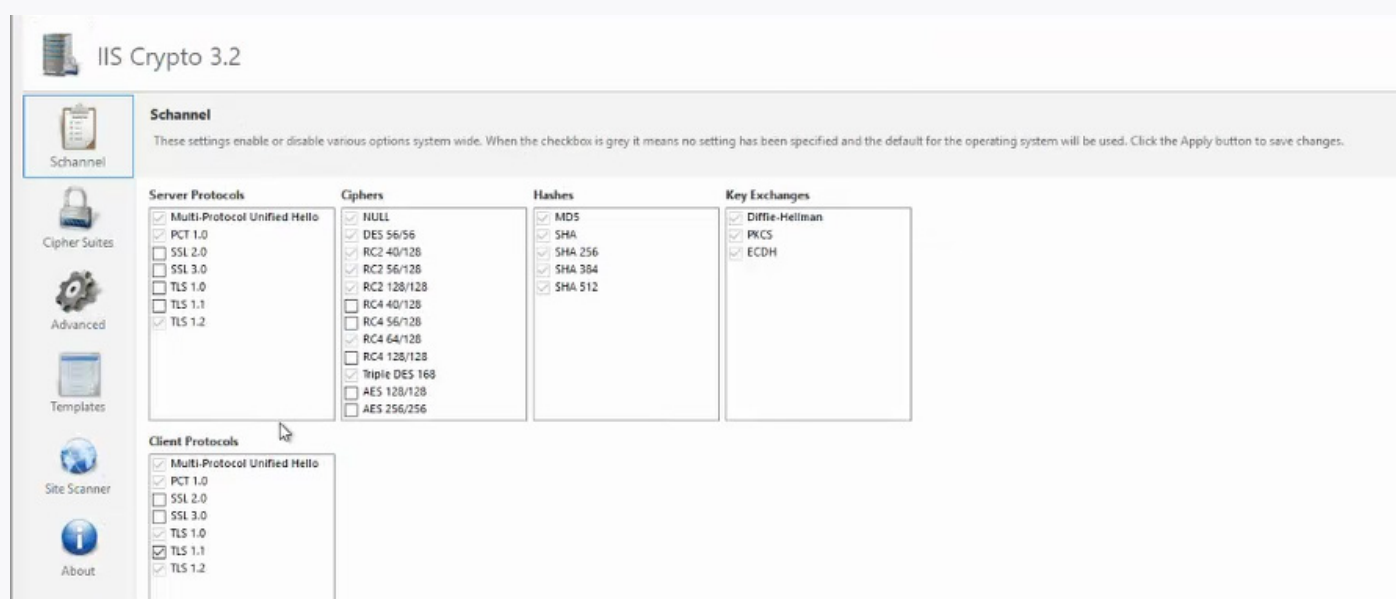 IIS Crypto 3.2
Schannel
Cipher Suites
Advanced
Templates
Site Scanner
About
Schannel
These settings enable or disable various options system wide. When the checkbox is grey it means no setting has been specified and the default for the operating system will be used. Click the Apply button to save changes.
Server Protocols
Multi-Protocol Unified Hello
PCT 1.0
SSL 2.0
SSL 3.0
TLS 1.0
TLS 1.1
TLS 1.2
Ciphers
NULL
DES 56/56
RC2 40/128
RC2 56/128
RC2 128/128
RC4 40/128
RC4 56/128
RC4 64/128
RC4 128/128
Triple DES 168
AES 128/128
AES 256/256
Hashes
MD5
SHA
SHA 256
SHA 384
SHA 512
Key Exchanges
Diffie-Hellman
PKCS
ECDH
Client Protocols
Multi-Protocol Unified Hello
PCT 1.0
SSL 2.0
SSL 3.0
TLS 1.0
TLS 1.1
TLS 1.2